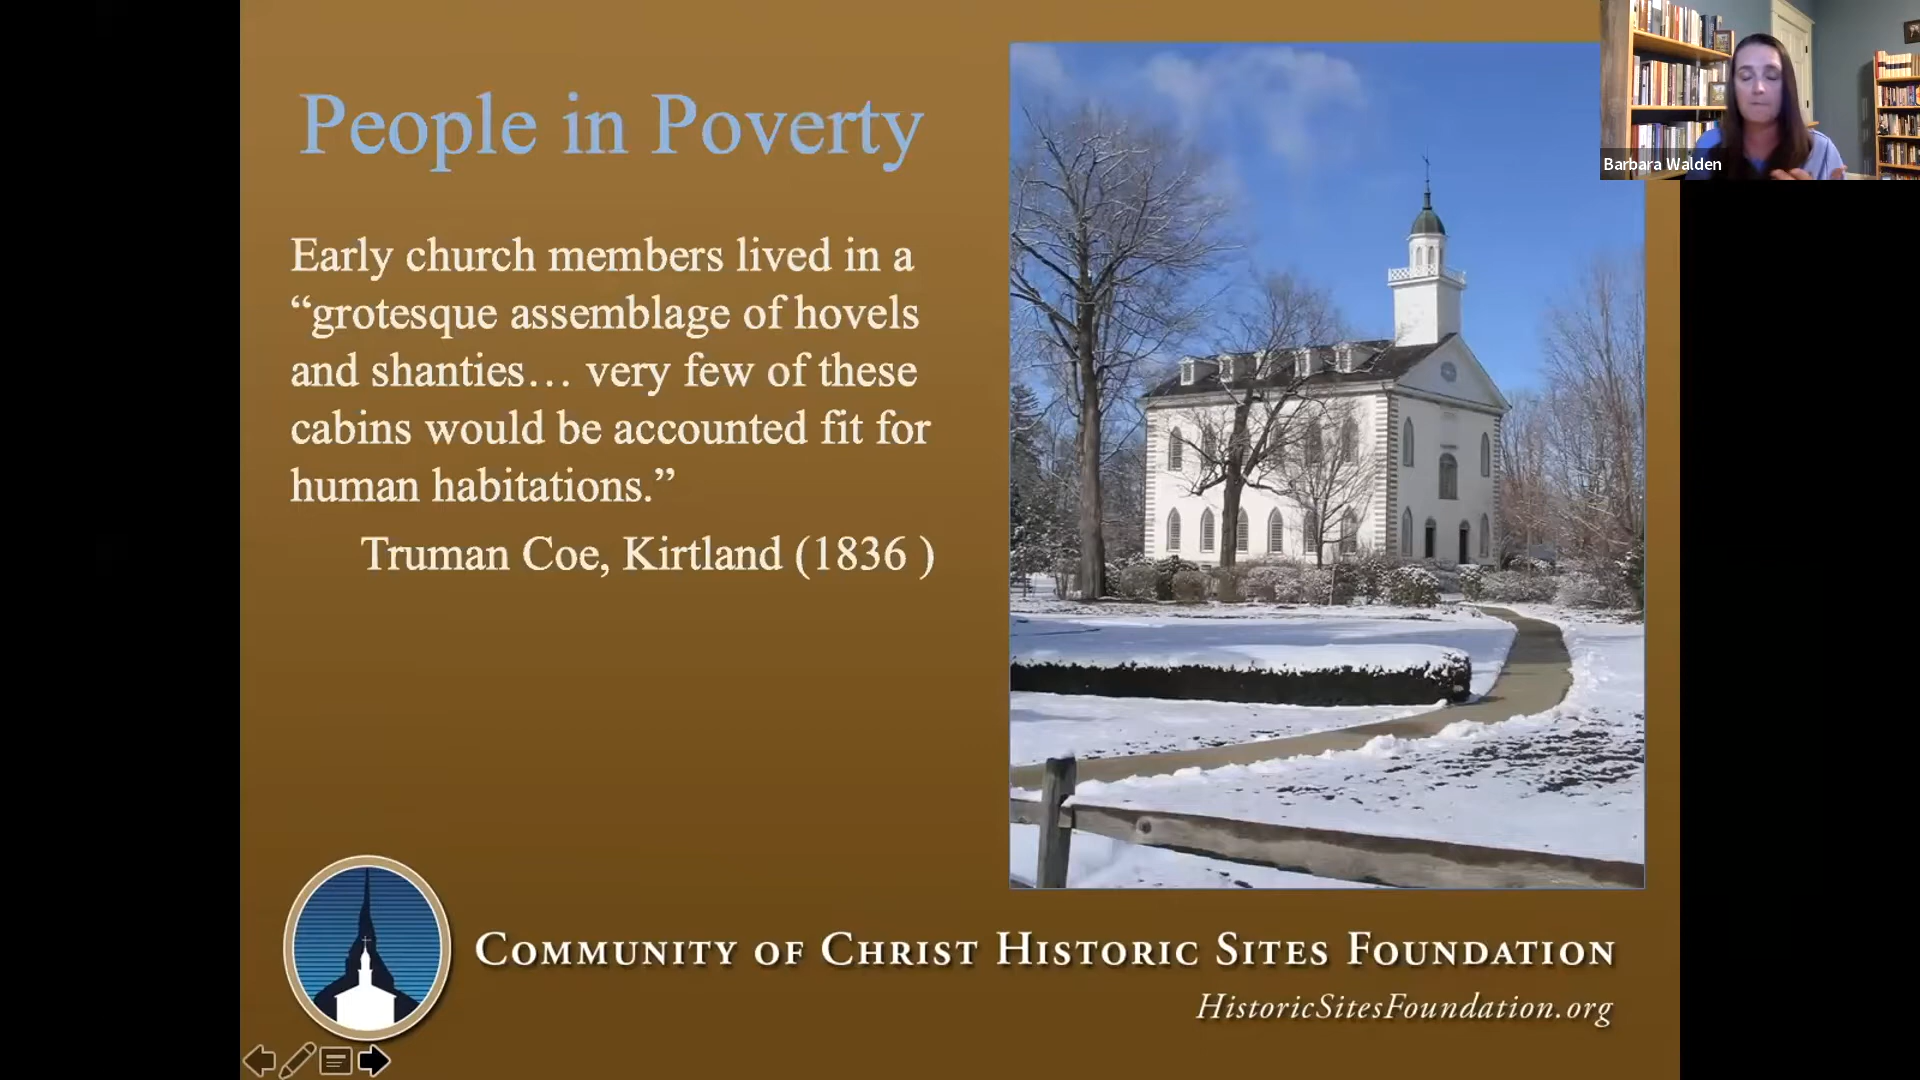 People in Poverty
Barbara Walden
Early church members lived in a
“grotesque assemblage of hovels
and shanties… very few of these
cabins would be accounted fit for
human habitations.”
Truman Coe, Kirtland (1836 )
COMMUNITY OF CHRIST HISTORIC SITES FOUNDATION
HistoricSitesFoundation.org